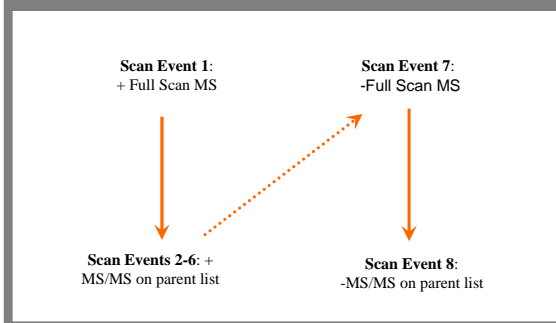 Scan Event 1:
+ Full Scan MS
Scan Event 7:
-Full Scan MS
Scan Events 2-6: +
MS/MS on parent list
Scan Event 8:
-MS/MS on parent list